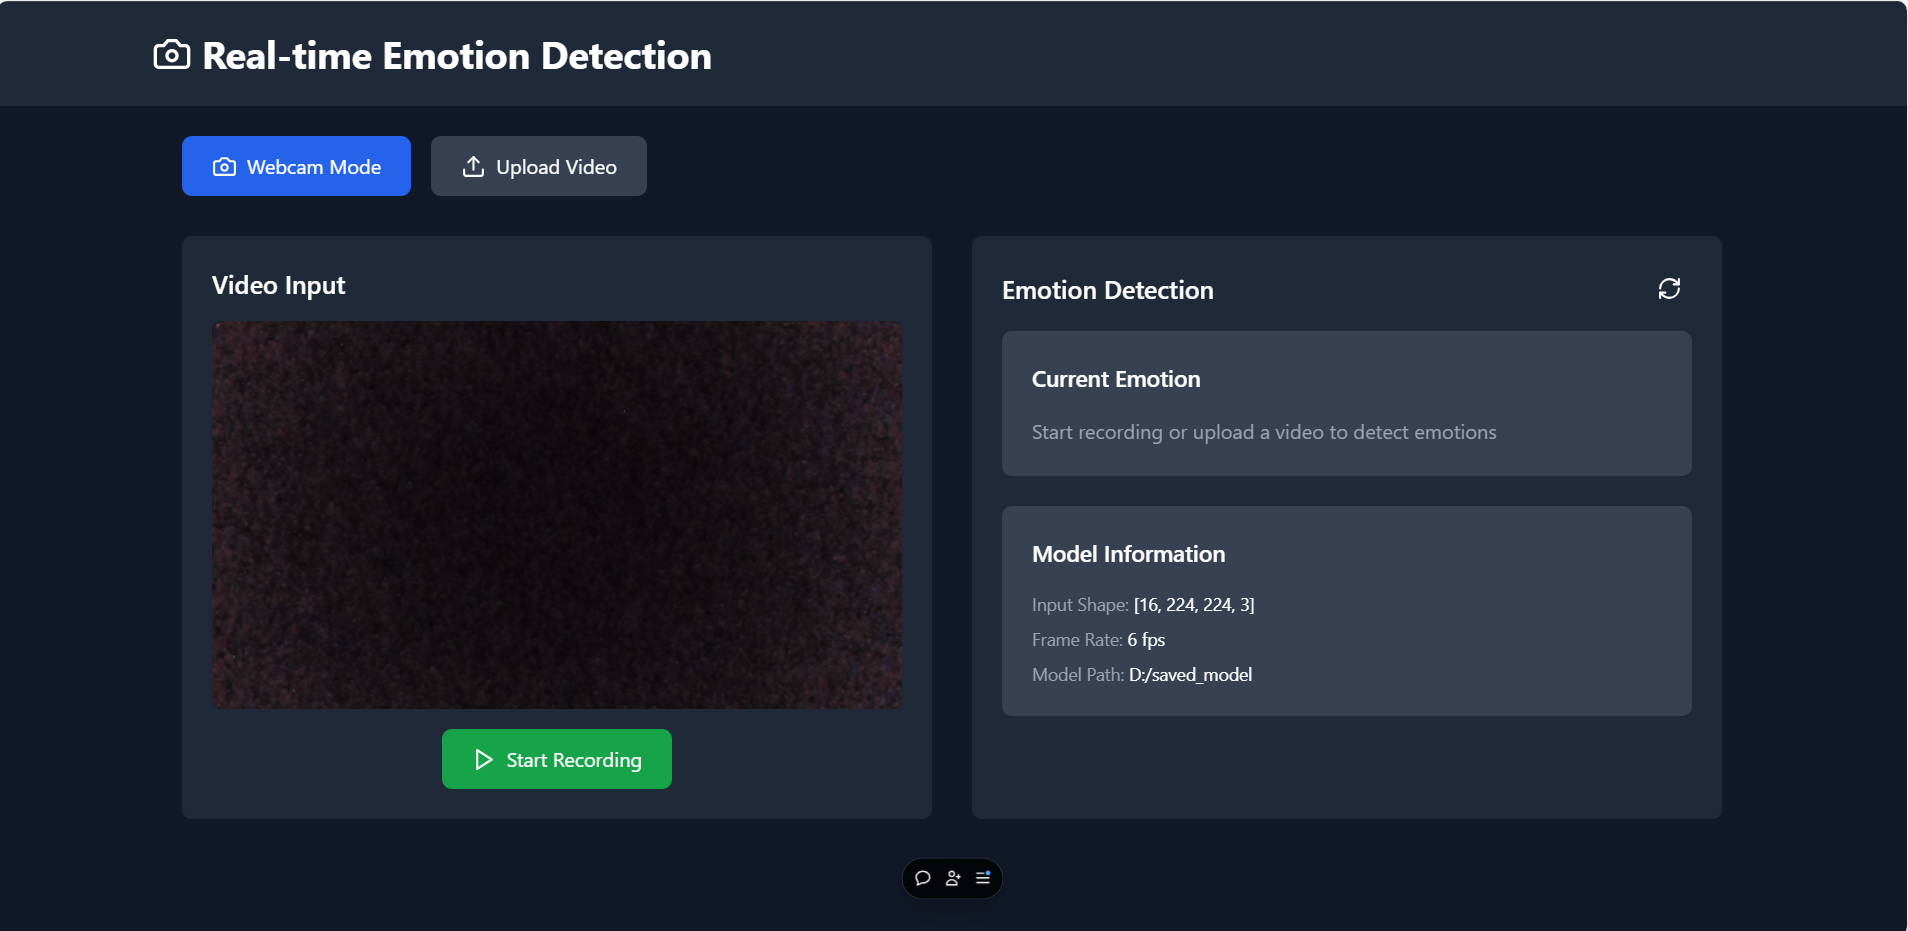 Real-time Emotion Detection
Webcam Mode
Upload Video
Video Input
Start Recording
Emotion Detection
Current Emotion
Start recording or upload a video to detect emotions
Model Information
Input Shape: [16, 224, 224, 3]
Frame Rate: 6 fps
Model Path: D:/saved_model